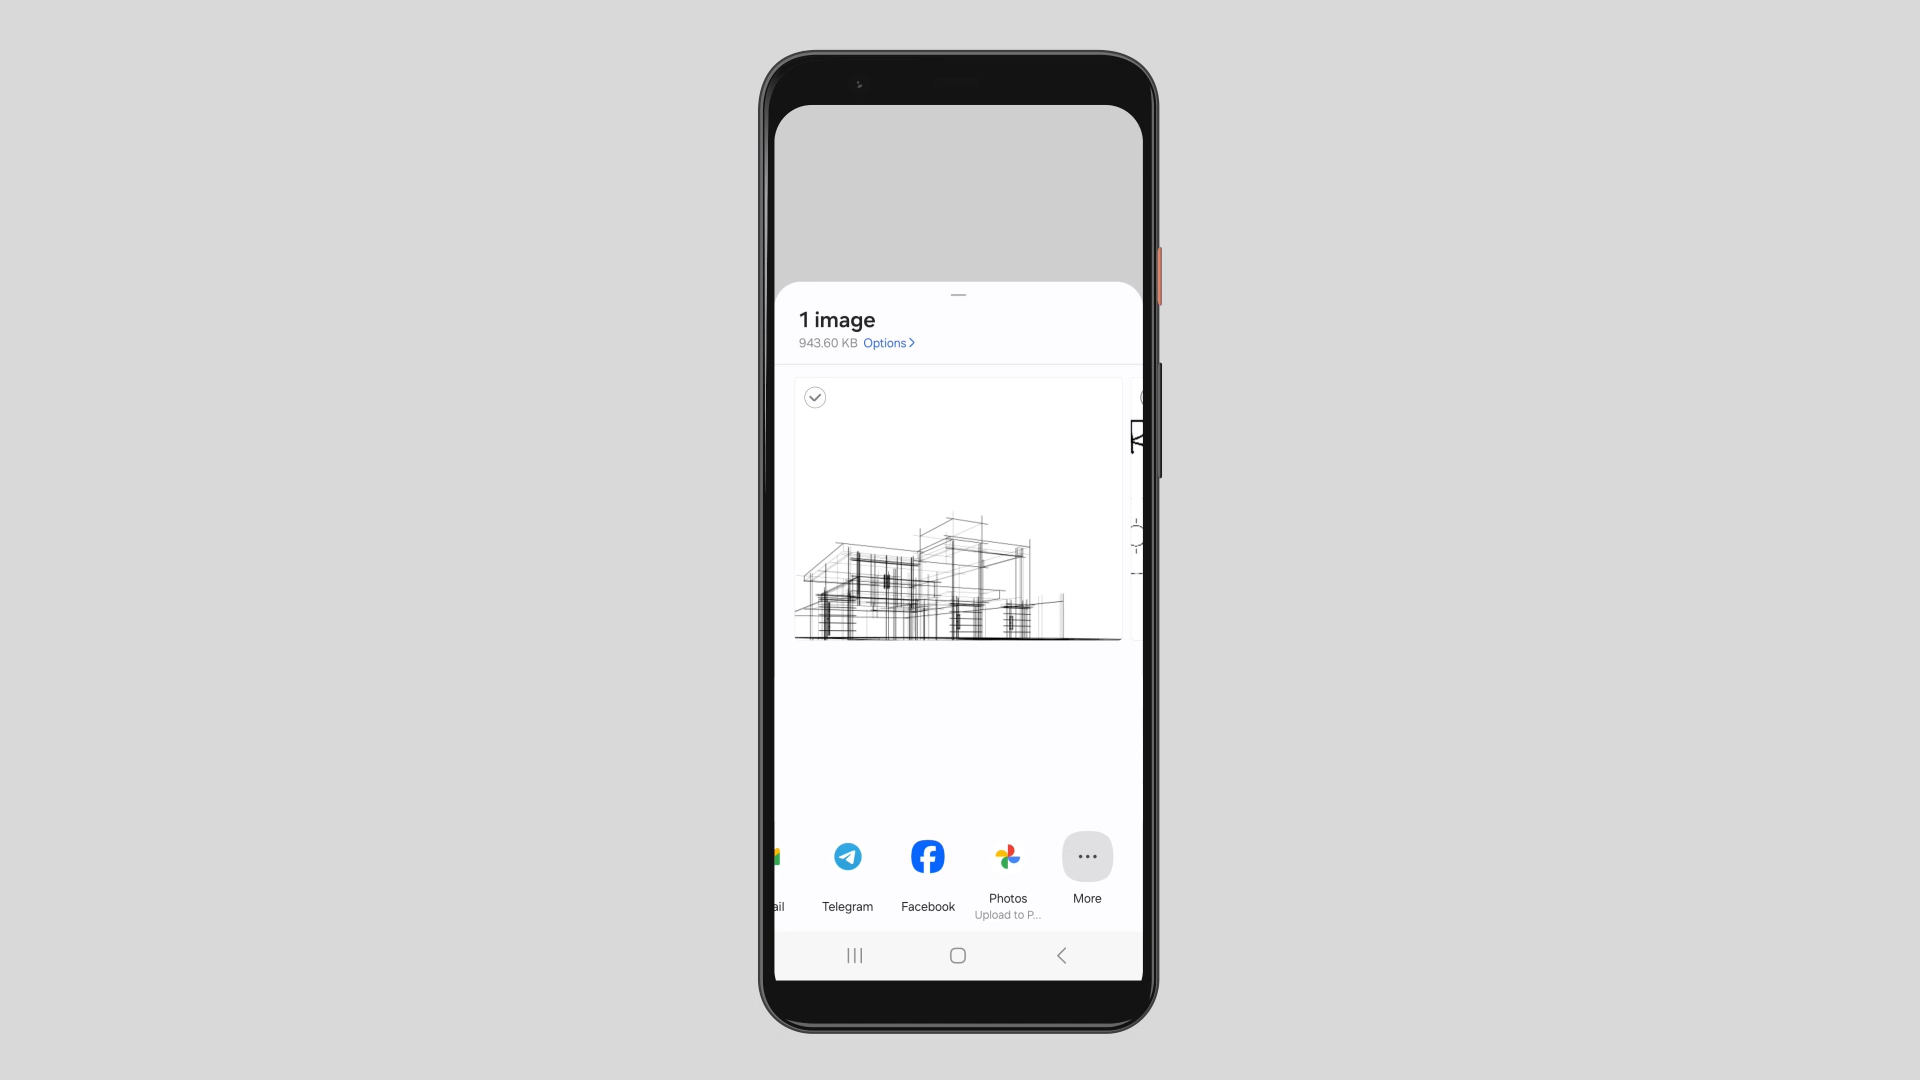 1 image
943.60 KB Options >
ail Telegram Facebook Photos More
Upload to P...